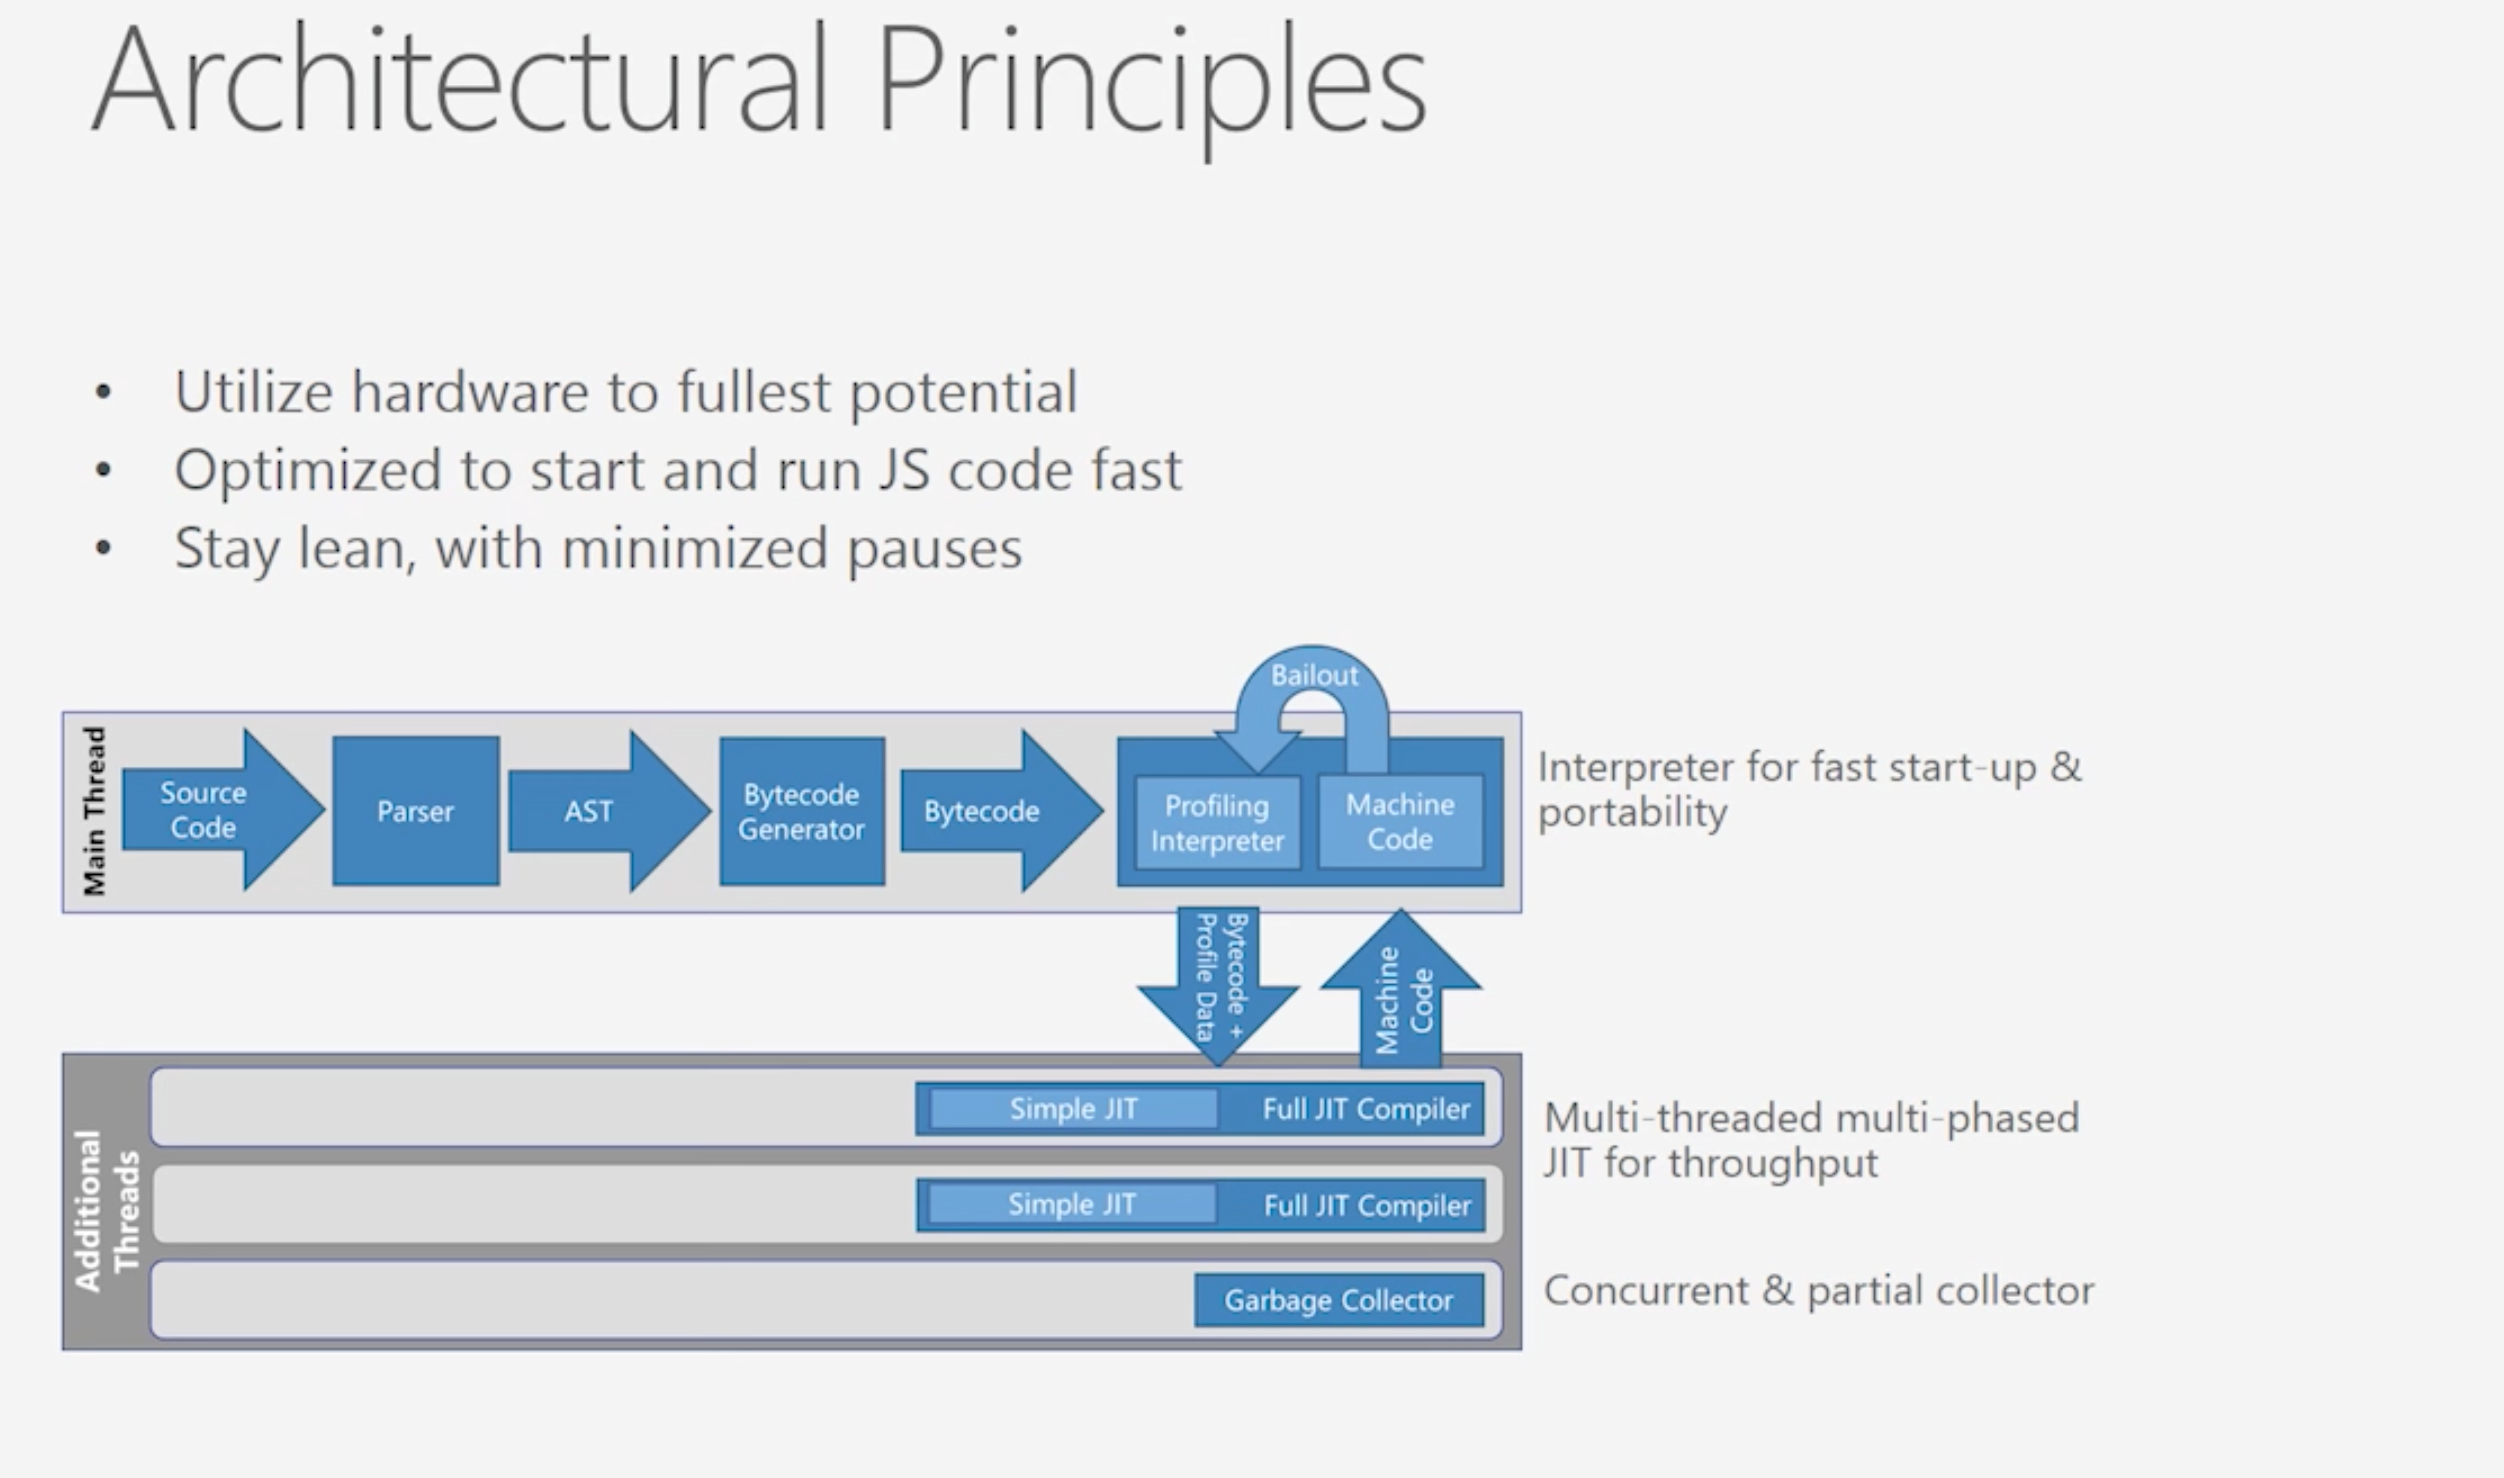 Architectural Principles
• Utilize hardware to fullest potential
• Optimized to start and run JS code fast
• Stay lean, with minimized pauses
Bailout
Main Thread
Source
Code
Parser
AST
Bytecode
Generator
Bytecode
Profiling
Interpreter
Machine
Code
Interpreter for fast start-up &
portability
Bytecode +
Profile Data
Machine
Code
Additional
Threads
Simple JIT
Full JIT Compiler
Multi-threaded multi-phased
JIT for throughput
Simple JIT
Full JIT Compiler
Garbage Collector
Concurrent & partial collector